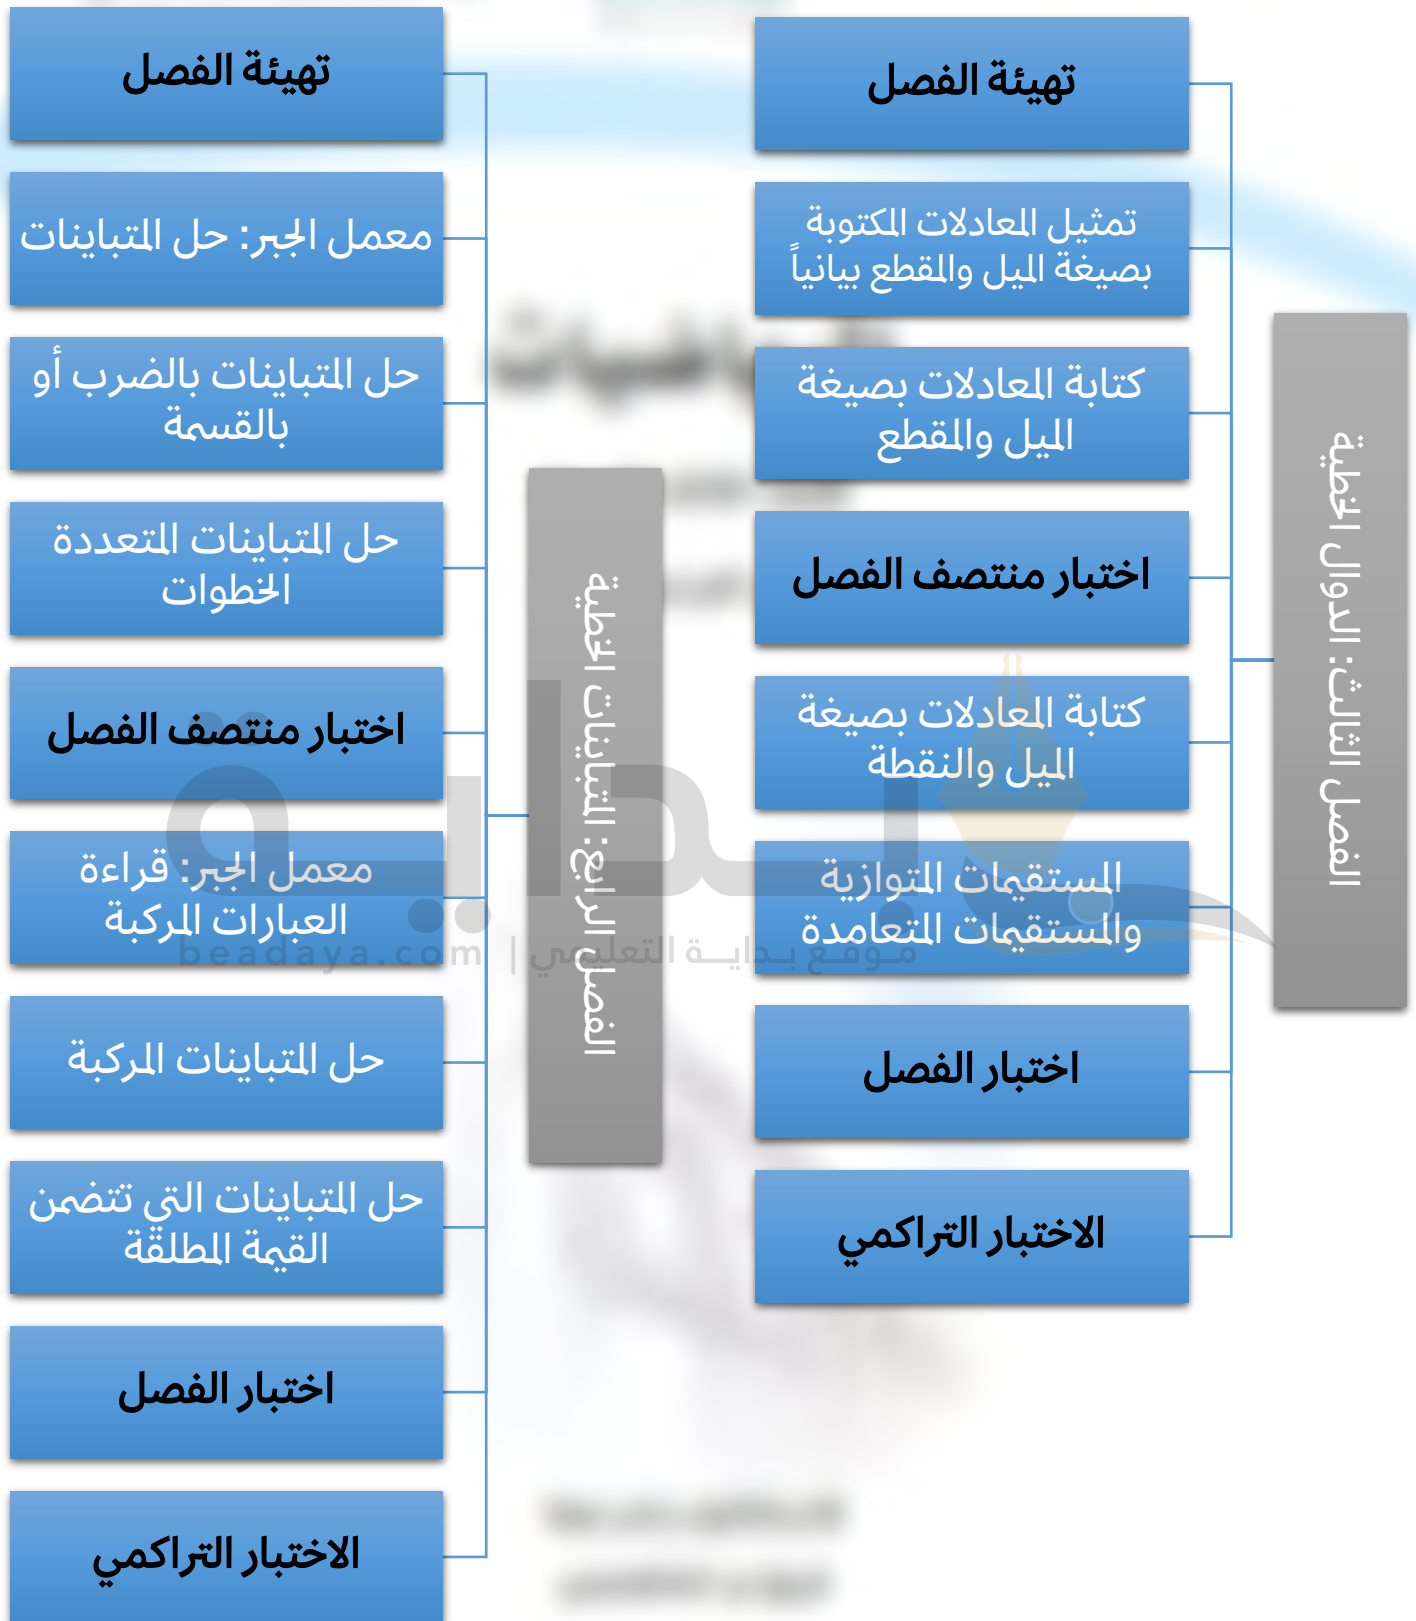 الفصل الثالث: الدوال الخطية
تهيئة الفصل
تمثيل المعادلات المكتوبة
بصيغة الميل والمقطع بيانياً
كتابة المعادلات بصيغة
الميل والمقطع
اختبار منتصف الفصل
كتابة المعادلات بصيغة
الميل والنقطة
المستقيمات المتوازية
والمستقيمات المتعامدة
اختبار الفصل
الاختبار التراكمي
الفصل الرابع: المتباينات الخطية
تهيئة الفصل
معمل الجبر: حل المتباينات
حل المتباينات بالضرب أو
بالقسمة
حل المتباينات المتعددة
الخطوات
اختبار منتصف الفصل
معمل الجبر: قراءة
العبارات المركبة
حل المتباينات المركبة
حل المتباينات التي تتضمن
القيمة المطلقة
اختبار الفصل
الاختبار التراكمي
بداية
موقع بداية التعليمي | beadaya.com